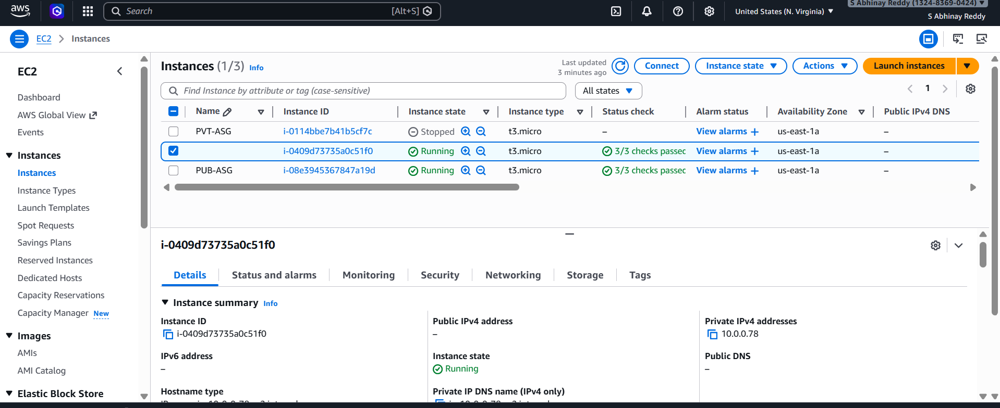 aws
Search [Alt+S]
United States (N. Virginia)
S Abhinay Reddy (1324-8369-0424)
S Abhinay Reddy
EC2 Instances
EC2
Dashboard
AWS Global View
Events
Instances
Instances
Instance Types
Launch Templates
Spot Requests
Savings Plans
Reserved Instances
Dedicated Hosts
Capacity Reservations
Capacity Manager New
Images
AMIs
AMI Catalog
Elastic Block Store
Instances (1/3) Info
Last updated
3 minutes ago
Connect Instance state Actions Launch instances
Find Instance by attribute or tag (case-sensitive) All states 1
Name Instance ID Instance state Instance type Status check Alarm status Availability Zone Public IPv4 DNS
PVT-ASG i-0114bbe7b41b5cf7c Stopped t3.micro – View alarms + us-east-1a –
i-0409d73735a0c51f0 Running t3.micro 3/3 checks passed View alarms + us-east-1a –
PUB-ASG i-08e3945367847a19d Running t3.micro 3/3 checks passed View alarms + us-east-1a –
i-0409d73735a0c51f0
Details Status and alarms Monitoring Security Networking Storage Tags
Instance summary Info
Instance ID
i-0409d73735a0c51f0
Public IPv4 address
–
Private IPv4 addresses
10.0.0.78
IPv6 address
–
Instance state
Running
Public DNS
–
Hostname type
Private IP DNS name (IPv4 only)